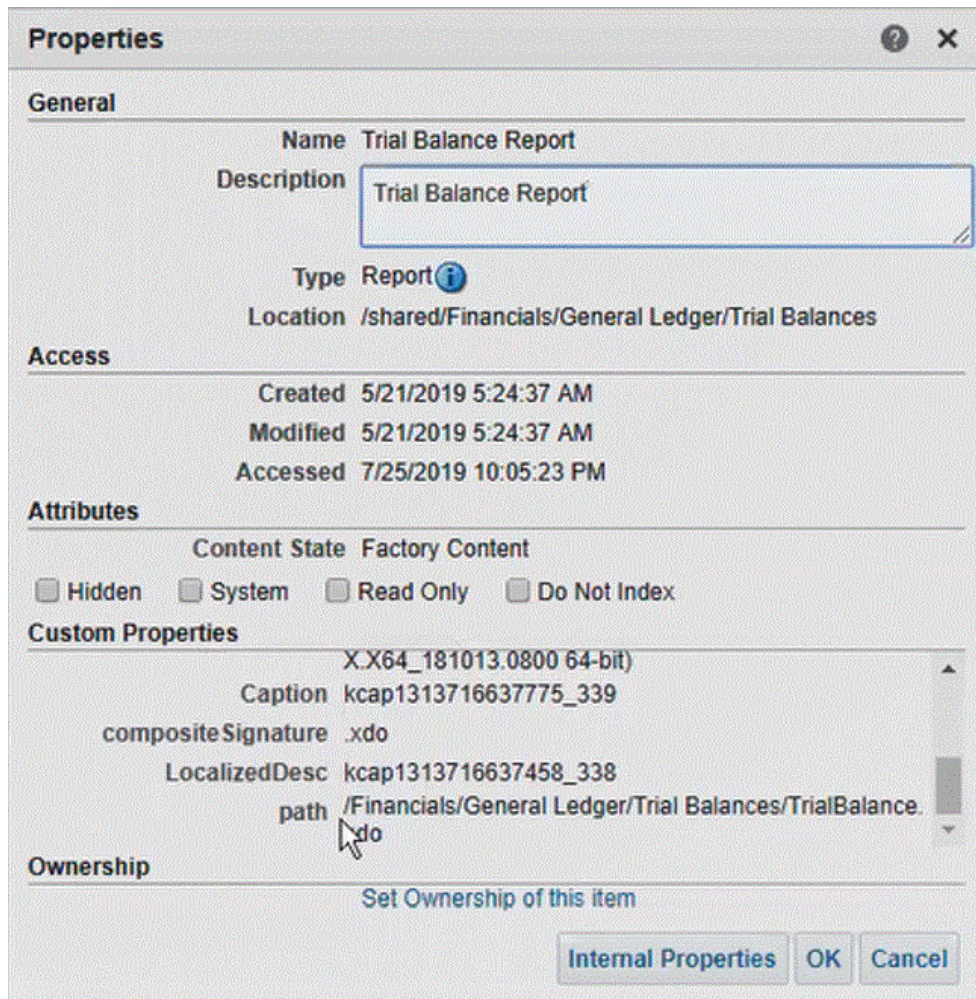 Properties
General
Name Trial Balance Report
Description Trial Balance Report
Type Report
Location /shared/Financials/General Ledger/Trial Balances
Access
Created 5/21/2019 5:24:37 AM
Modified 5/21/2019 5:24:37 AM
Accessed 7/25/2019 10:05:23 PM
Attributes
Content State Factory Content
Hidden System Read Only Do Not Index
Custom Properties
X.X64_181013.0800 64-bit)
Caption kcap1313716637775_339
compositeSignature .xdo
LocalizedDesc kcap1313716637458_338
path /Financials/General Ledger/Trial Balances/TrialBalance.
xdo
Ownership
Set Ownership of this item
Internal Properties OK Cancel